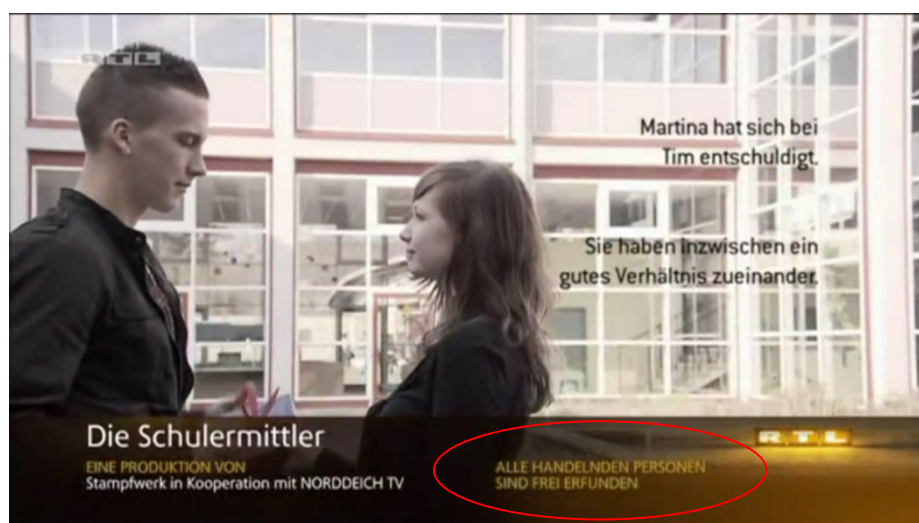 RTL
Martina hat sich bei
Tim entschuldigt.
Sie haben inzwischen ein
gutes Verhältnis zueinander.
Die Schulermittler
RTL
EINE PRODUKTION VON
Stampfwerk in Kooperation mit NORDDEICH TV
ALLE HANDELNDEN PERSONEN
SIND FREI ERFUNDEN